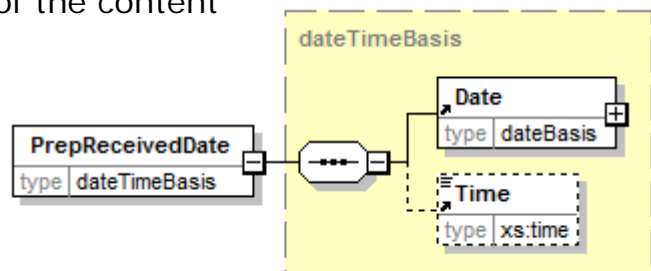 of the content
dateTimeBasis
Date
type dateBasis
PrepReceivedDate
type dateTimeBasis
Time
type xs:time